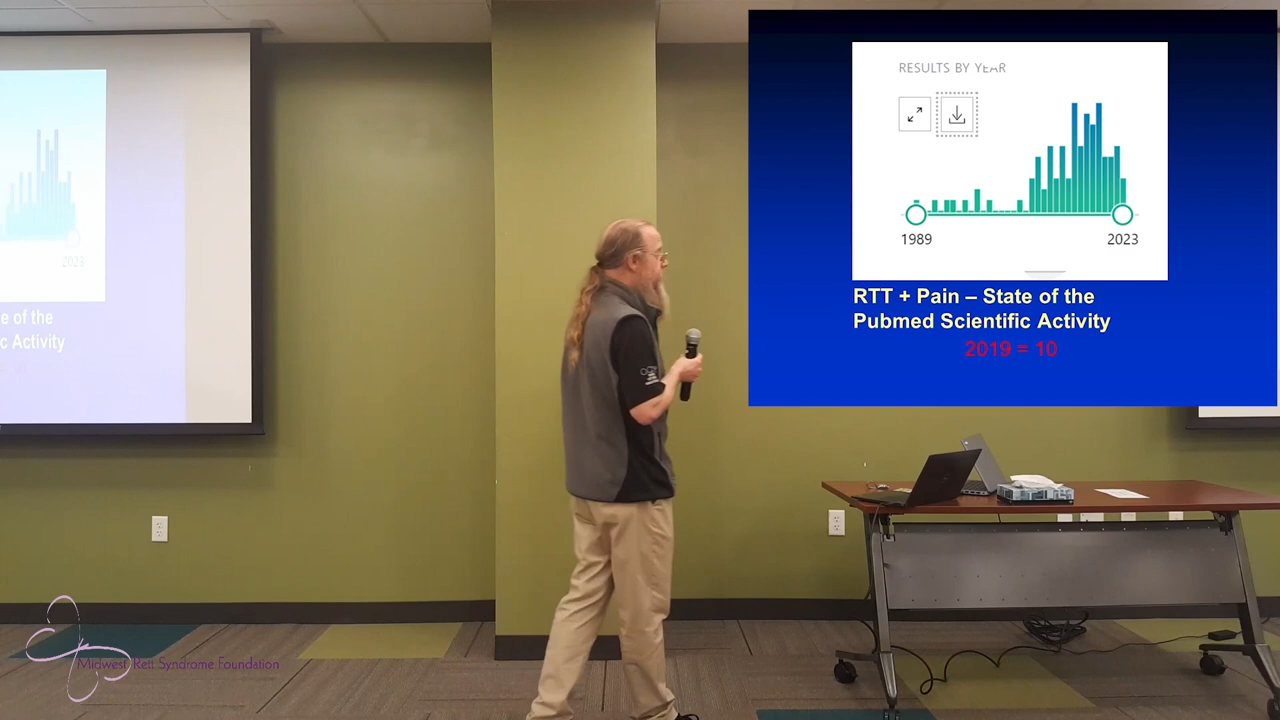 RESULTS BY YEAR
1989
2023
RTT + Pain – State of the
Pubmed Scientific Activity
2019 = 10
2023
e of the
c Activity
Midwest Rett Syndrome Foundation